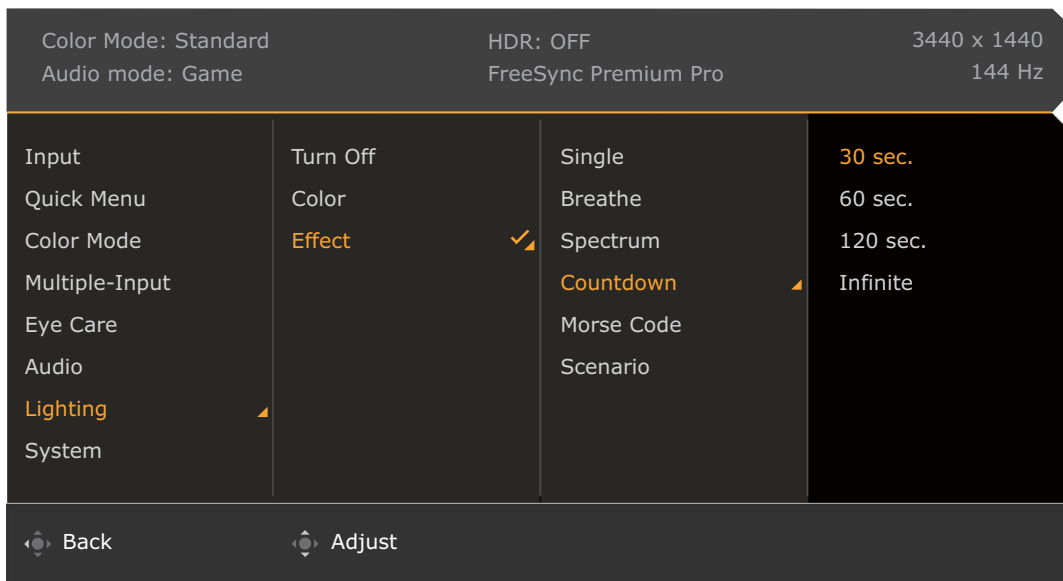 Color Mode: Standard
Audio mode: Game
HDR: OFF
FreeSync Premium Pro
3440 x 1440
144 Hz
Input
Quick Menu
Color Mode
Multiple-Input
Eye Care
Audio
Lighting
System
Turn Off
Color
Effect
Single
Breathe
Spectrum
Countdown
Morse Code
Scenario
30 sec.
60 sec.
120 sec.
Infinite
Back
Adjust